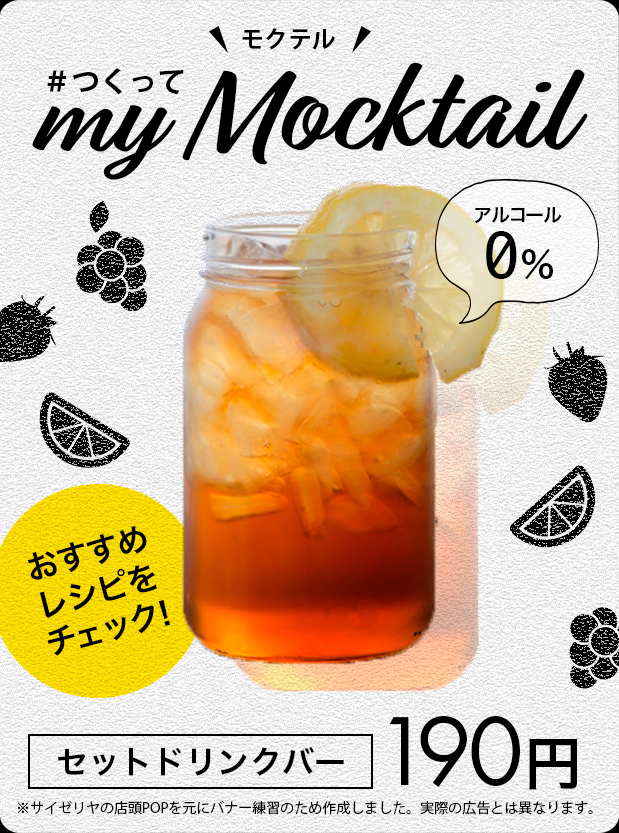 モクテル
#つくって
my Mocktail
アルコール
0%
おすすめ
レシピを
チェック!
セットドリンクバー
190円
※サイゼリヤの店頭POPを元にバナー練習のため作成しました。実際の広告とは異なります。